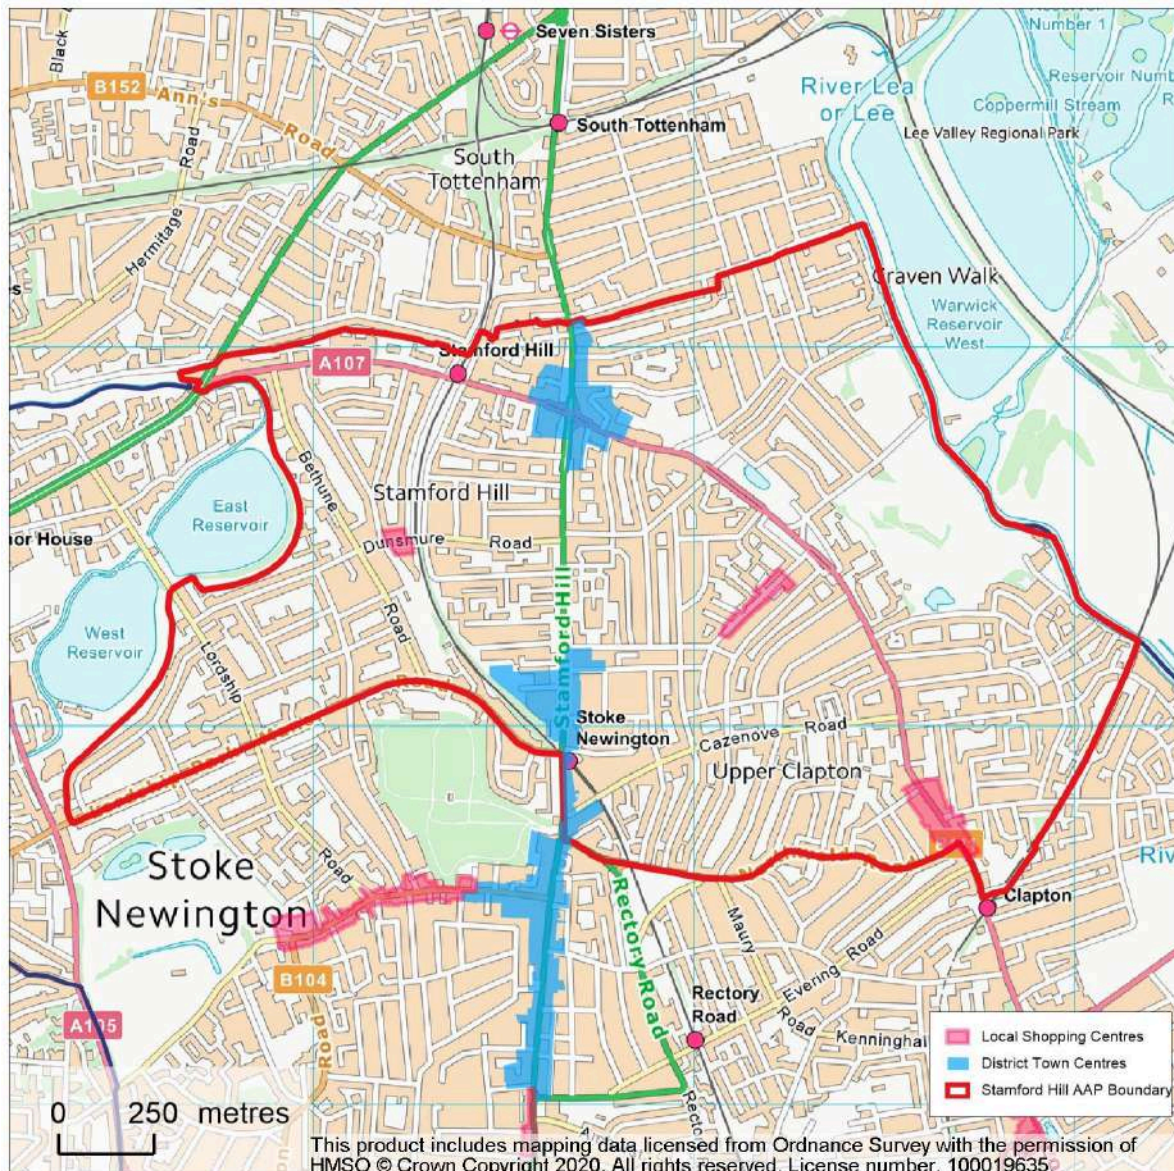 Black
Seven Sisters
Number 1
B152
Ann's
Road
Road
River Lea
or Lee
Reservoir Numb
Coppermill Stream
South Tottenham
Lee Valley Regional Park
South
Tottenham
Hermitage
Craven Walk
Warwick
Reservoir
West
A107
Stamford Hill
Bethune
East
Reservoir
Stamford Hill
Dunsmure
Road
nor House
Road
Stamford Hill
West
Reservoir
Lordship
Stoke
Newington
Cazenove
Road
Upper Clapton
Stoke
Newington
Road
Clapton
Riv
Rectory Road
Maury
Road
Evering
Road
B104
Road
Rectory
Road
Kenninghal
A105
Recto
Local Shopping Centres
District Town Centres
Stamford Hill AAP Boundary
0 250 metres
This product includes mapping data licensed from Ordnance Survey with the permission of
HMSO © Crown Copyright 2020. All rights reserved. License number. 100019635.